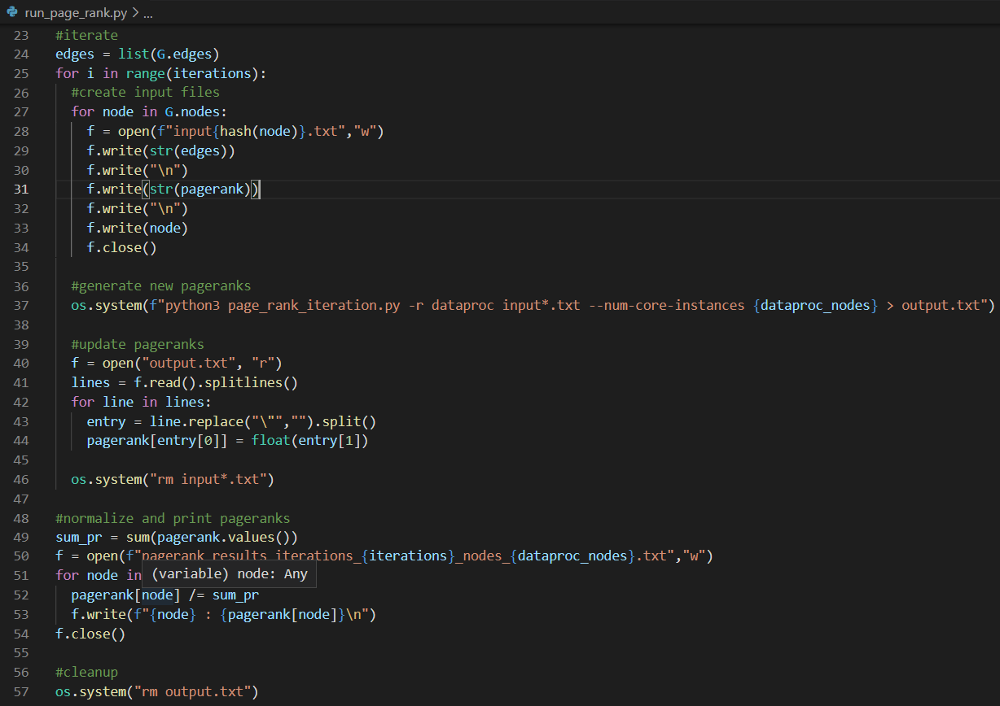 run_page_rank.py > ...
23 #iterate
24 edges = list(G.edges)
25 for i in range(iterations):
26 #create input files
27 for node in G.nodes:
28 f = open(f"input{hash(node)}.txt","w")
29 f.write(str(edges))
30 f.write("\n")
31 f.write(str(pagerank))
32 f.write("\n")
33 f.write(node)
34 f.close()
35
36 #generate new pageranks
37 os.system(f"python3 page_rank_iteration.py -r dataproc input*.txt --num-core-instances {dataproc_nodes} > output.txt")
38
39 #update pageranks
40 f = open("output.txt", "r")
41 lines = f.read().splitlines()
42 for line in lines:
43 entry = line.replace("\"","").split()
44 pagerank[entry[0]] = float(entry[1])
45
46 os.system("rm input*.txt")
47
48 #normalize and print pageranks
49 sum_pr = sum(pagerank.values())
50 f = open(f"pagerank_results_iterations_{iterations}_nodes_{dataproc_nodes}.txt","w")
51 for node in
(variable) node: Any
52 pagerank[node] /= sum_pr
53 f.write(f"{node} : {pagerank[node]}\n")
54 f.close()
55
56 #cleanup
57 os.system("rm output.txt")